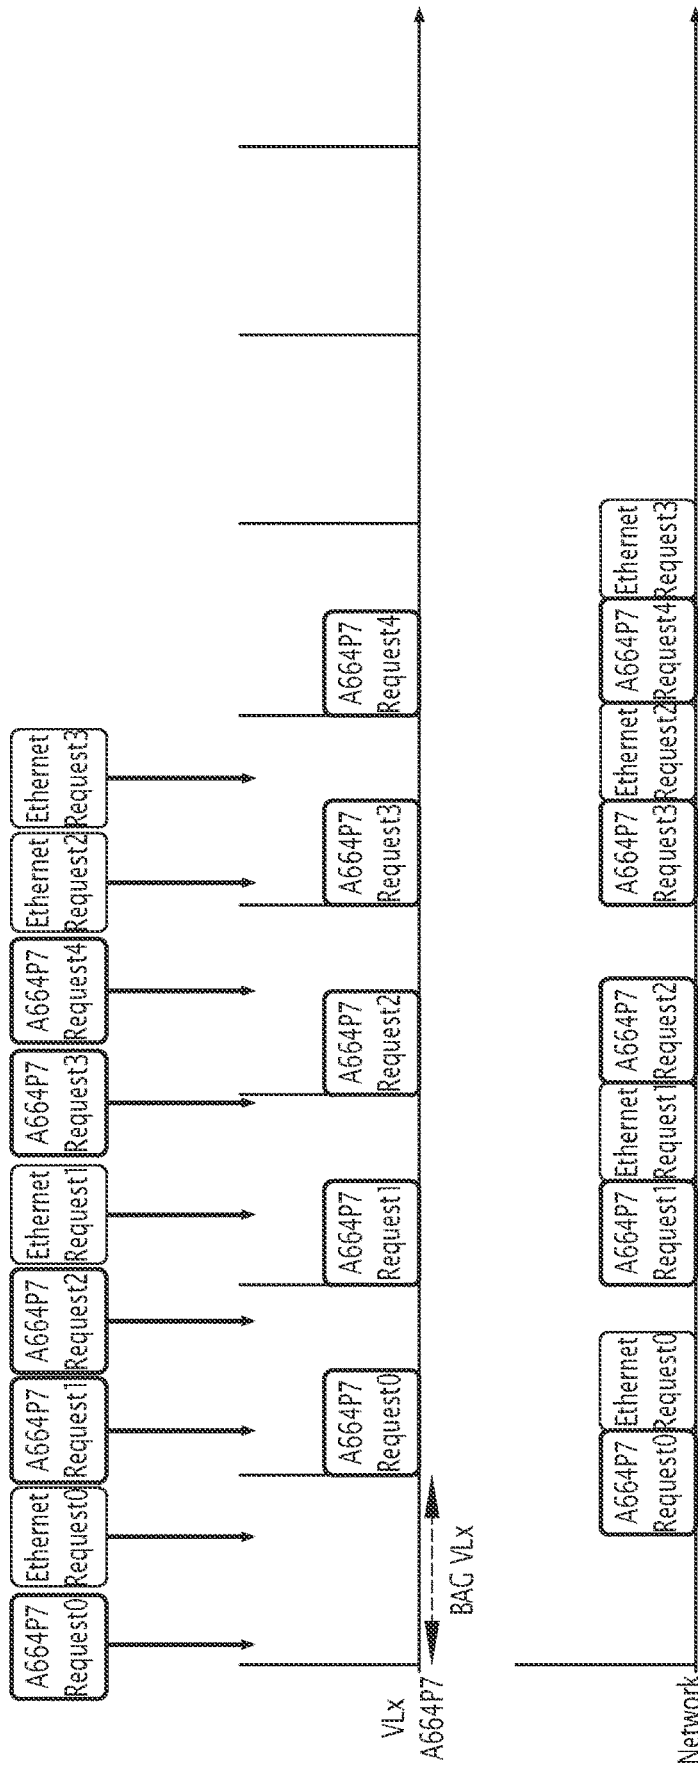 A664P7
Request0
Ethernet
Request0
A664P7
Request1
A664P7
Request2
Ethernet
Request1
A664P7
Request3
A664P7
Request4
Ethernet
Request2
Ethernet
Request3
VLx
A664P7
BAG VLx
A664P7
Request0
A664P7
Request1
A664P7
Request2
A664P7
Request3
A664P7
Request4
Network
A664P7
Request0
Ethernet
Request0
A664P7
Request1
Ethernet
Request1
A664P7
Request2
A664P7
Request3
Ethernet
Request2
A664P7
Request4
Ethernet
Request3